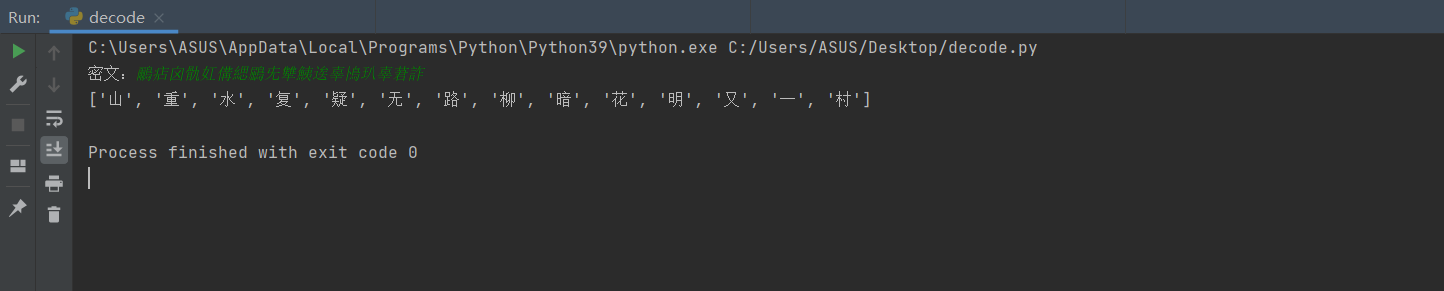 Run: decode
C:\Users\ASUS\AppData\Local\Programs\Python\Python39\python.exe C:/Users/ASUS/Desktop/decode.py
密文:
['山', '重', '水', '复', '疑', '无', '路', '柳', '暗', '花', '明', '又', '一', '村']
Process finished with exit code 0